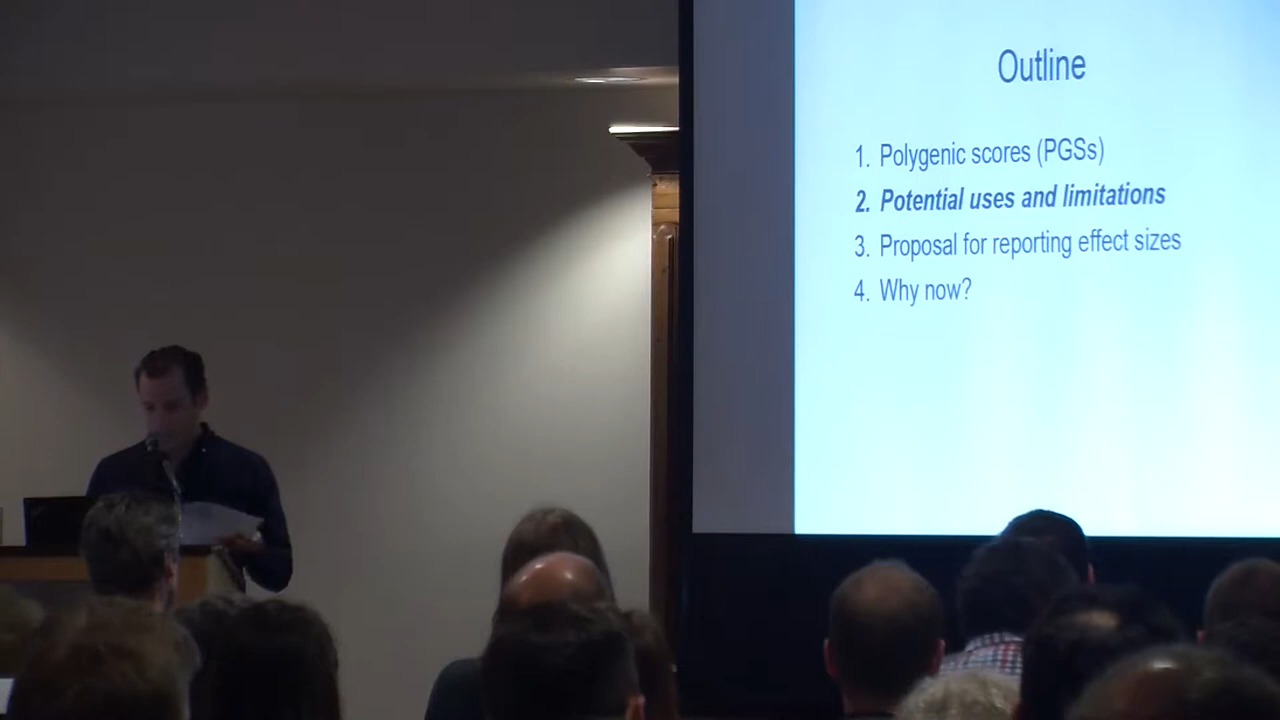 Outline
1. Polygenic scores (PGSs)
2. Potential uses and limitations
3. Proposal for reporting effect sizes
4. Why now?